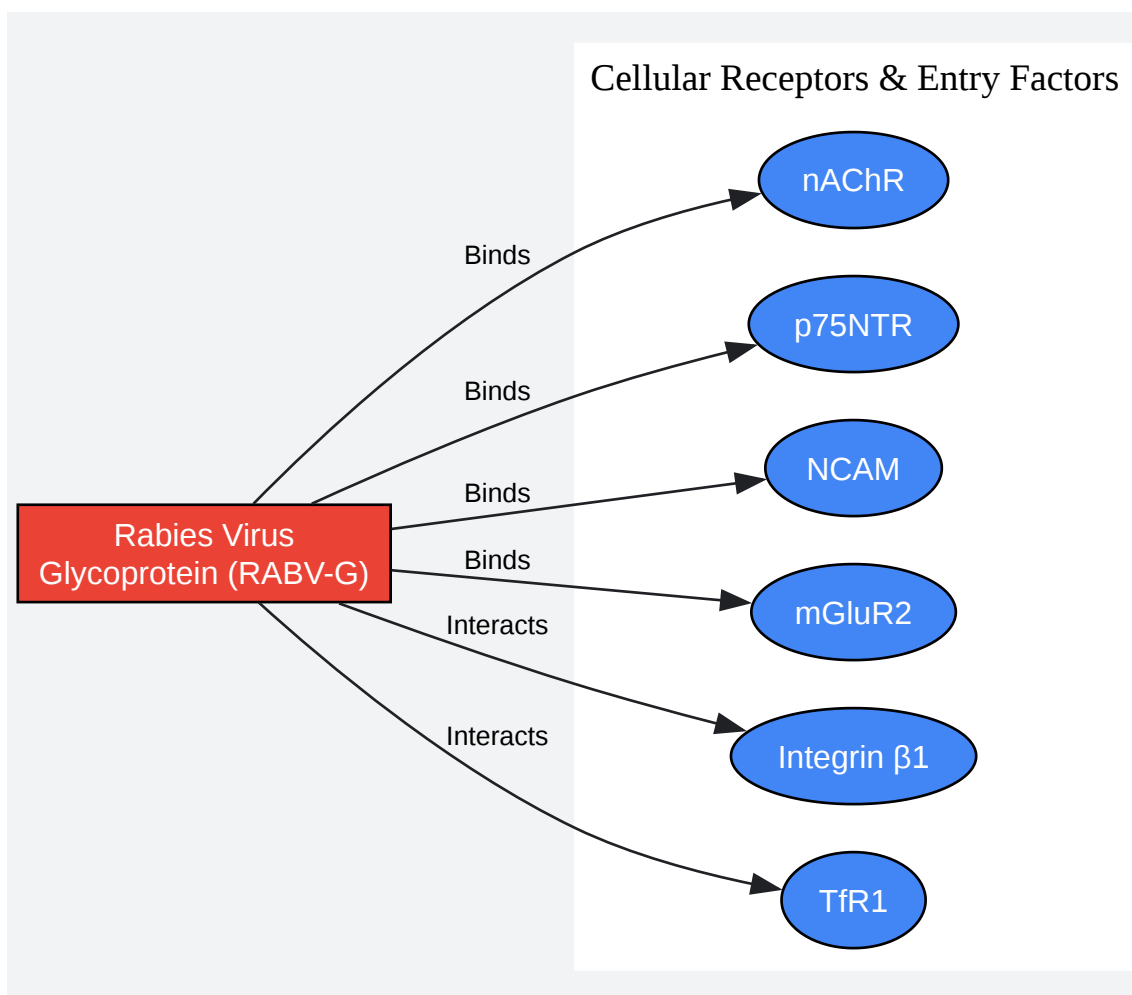 Cellular Receptors & Entry Factors
nAChR
Binds
p75NTR
Binds
NCAM
Binds
Rabies Virus
Glycoprotein (RABV-G)
Binds
mGluR2
Interacts
Integrin β1
Interacts
TfR1